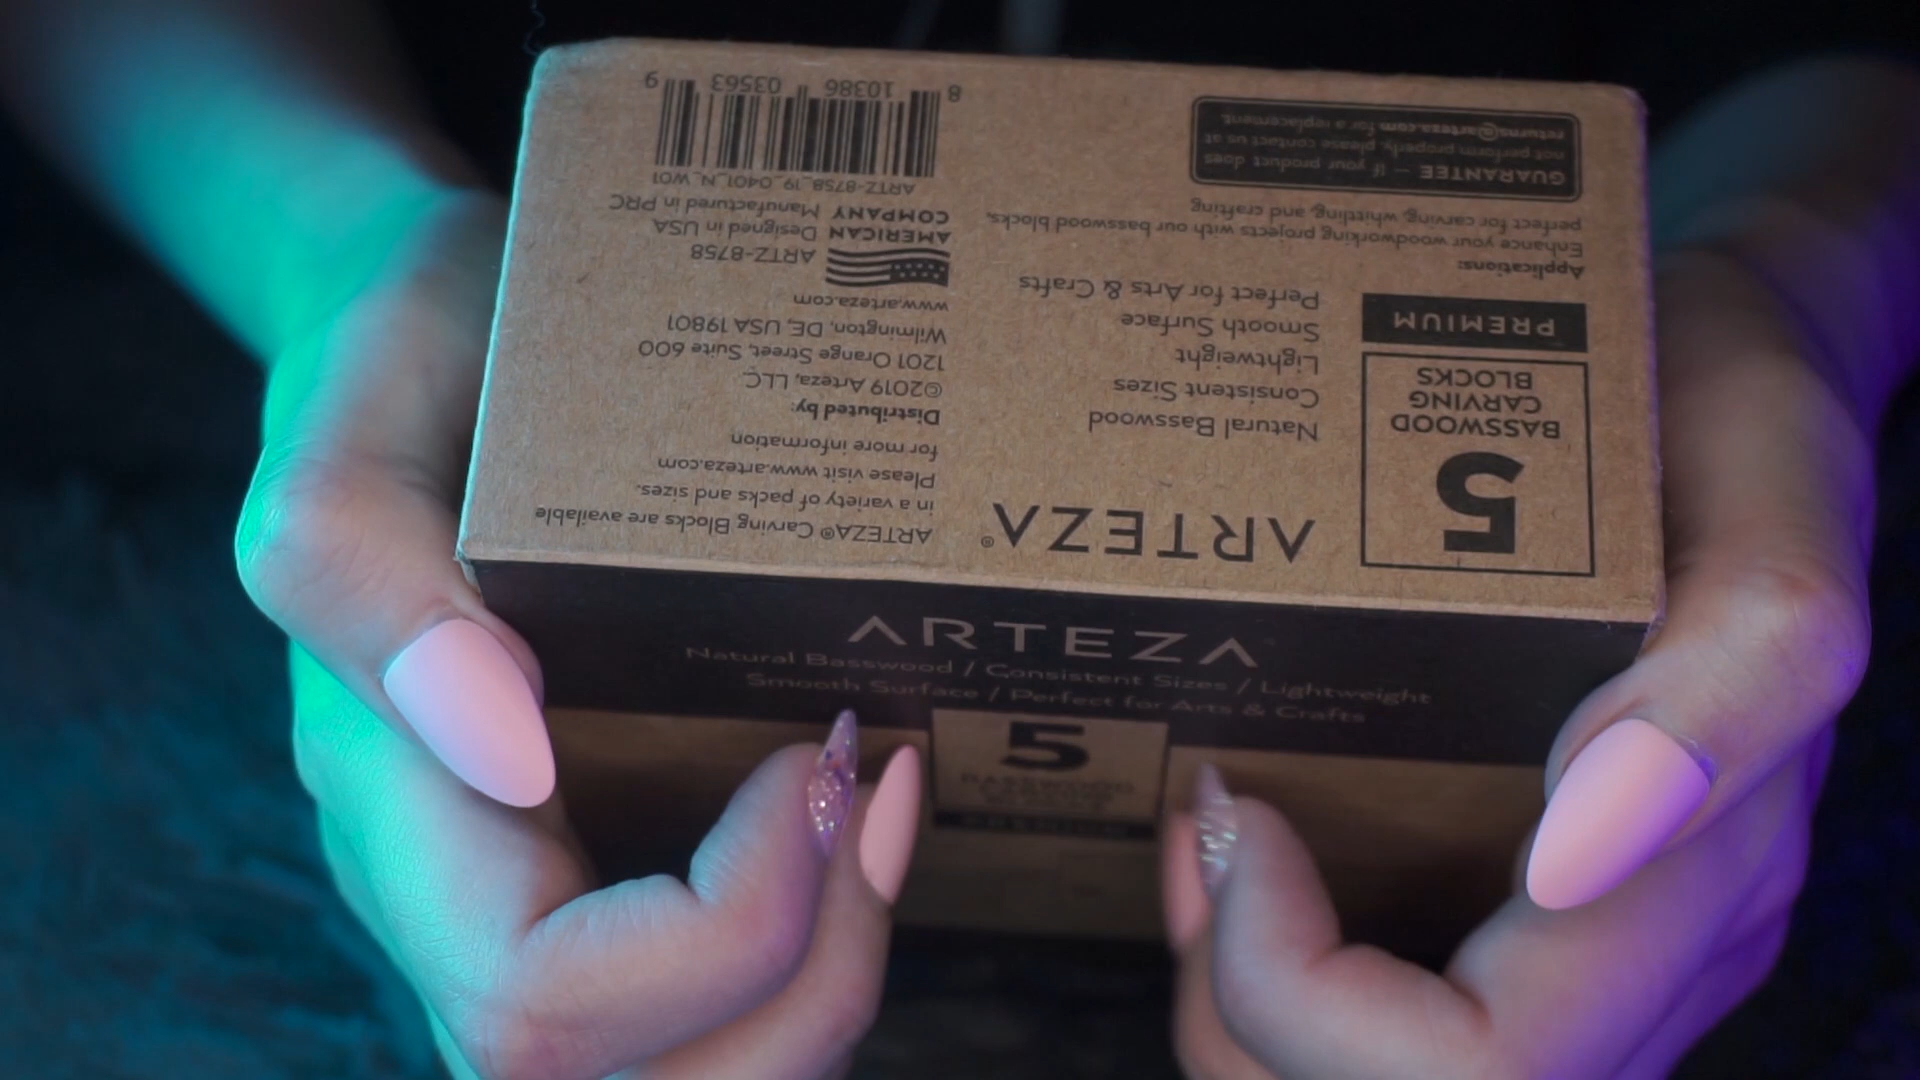 5
BASSWOOD
CARVING
BLOCKS
PREMIUM
ARTEZA®
Natural Basswood
Consistent Sizes
Lightweight
Smooth Surface
Perfect for Arts & Crafts
Applications:
Enhance your woodworking projects with our basswood blocks,
perfect for carving, whittling and crafting
GUARANTEE – If your product does
not perform properly, please contact us at
returns@arteza.com for a replacement.
ARTEZA® Carving Blocks are available
in a variety of packs and sizes.
Please visit www.arteza.com
for more information
Distributed by:
©2019 Arteza, LLC.
1201 Orange Street, Suite 600
Wilmington, DE, USA 19801
www.arteza.com
ARTZ-8758
AMERICAN Designed in USA
COMPANY Manufactured in PRC
ARTZ-8758_19_0401_N_W01
8 10386 03563 9
ARTEZA
Natural Basswood / Consistent Sizes / Lightweight
Smooth Surface / Perfect for Arts & Crafts
5
BASSWOOD
CARVING
BLOCKS
PREMIUM